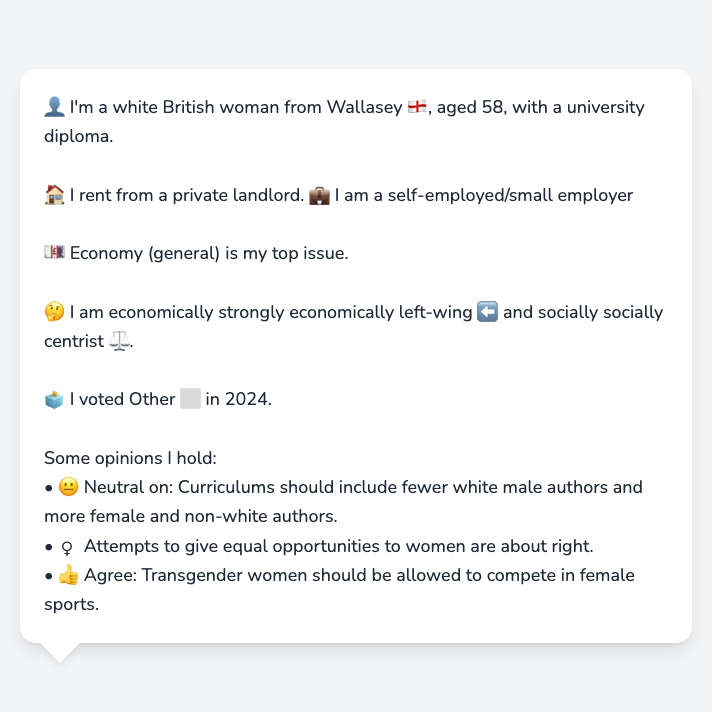 👤 I'm a white British woman from Wallasey 🏴󠁧󠁢󠁥󠁮󠁧󠁿, aged 58, with a university
diploma.
🏠 I rent from a private landlord. 💼 I am a self-employed/small employer
💷 Economy (general) is my top issue.
🤔 I am economically strongly economically left-wing ⬅️ and socially socially
centrist ⚖️.
🗳️ I voted Other ⬜ in 2024.
Some opinions I hold:
• 😐 Neutral on: Curriculums should include fewer white male authors and
more female and non-white authors.
• ♀ Attempts to give equal opportunities to women are about right.
• 👍 Agree: Transgender women should be allowed to compete in female
sports.